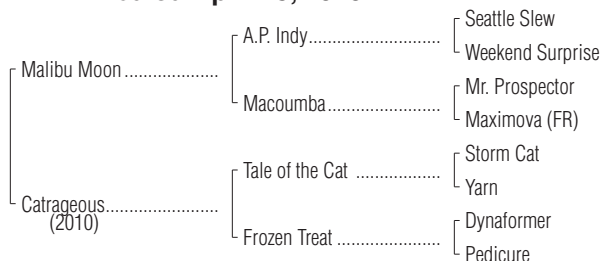 Seattle Slew
A.P. Indy
Weekend Surprise
Malibu Moon
Mr. Prospector
Macoumba
Maximova (FR)
Storm Cat
Tale of the Cat
Yarn
Catrageous
(2010)
Dynaformer
Frozen Treat
Pedicure